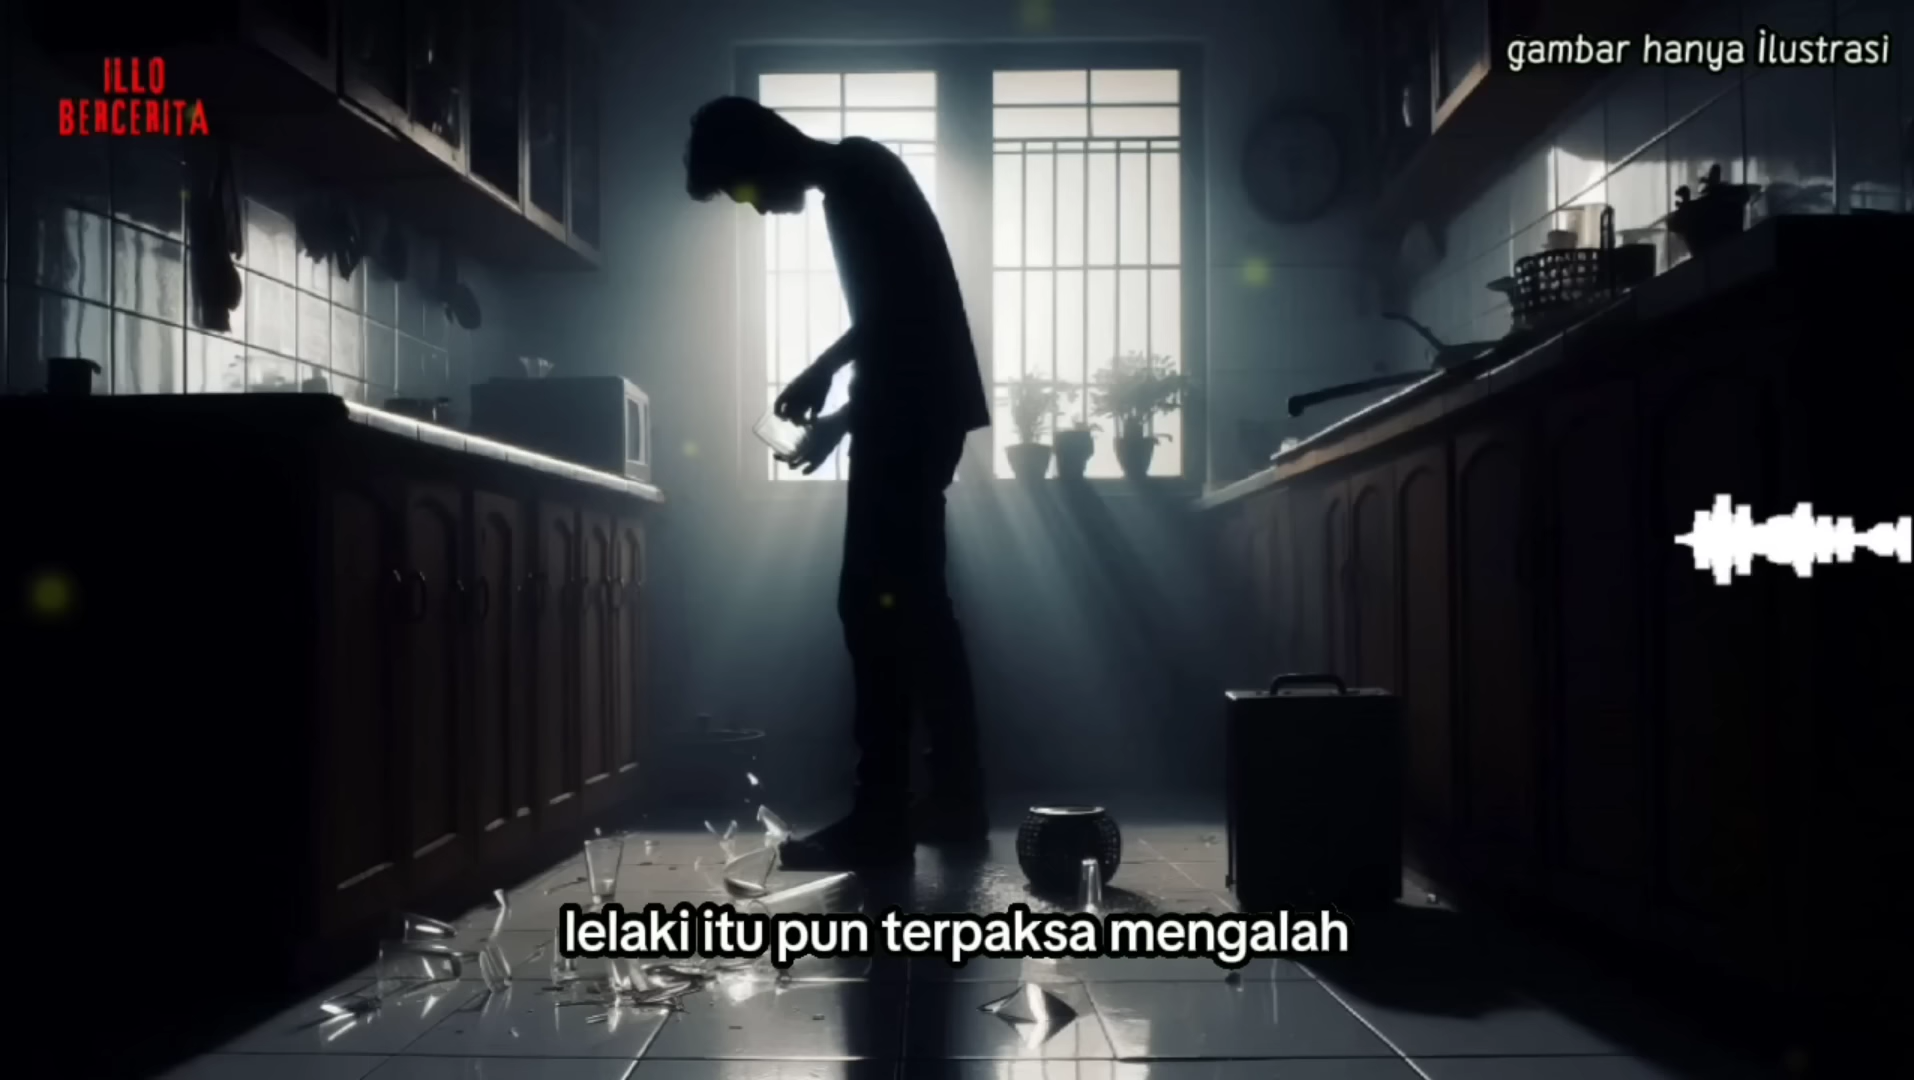 ILLO
BERCERITA
gambar hanya ilustrasi
lelaki itu pun terpaksa mengalah